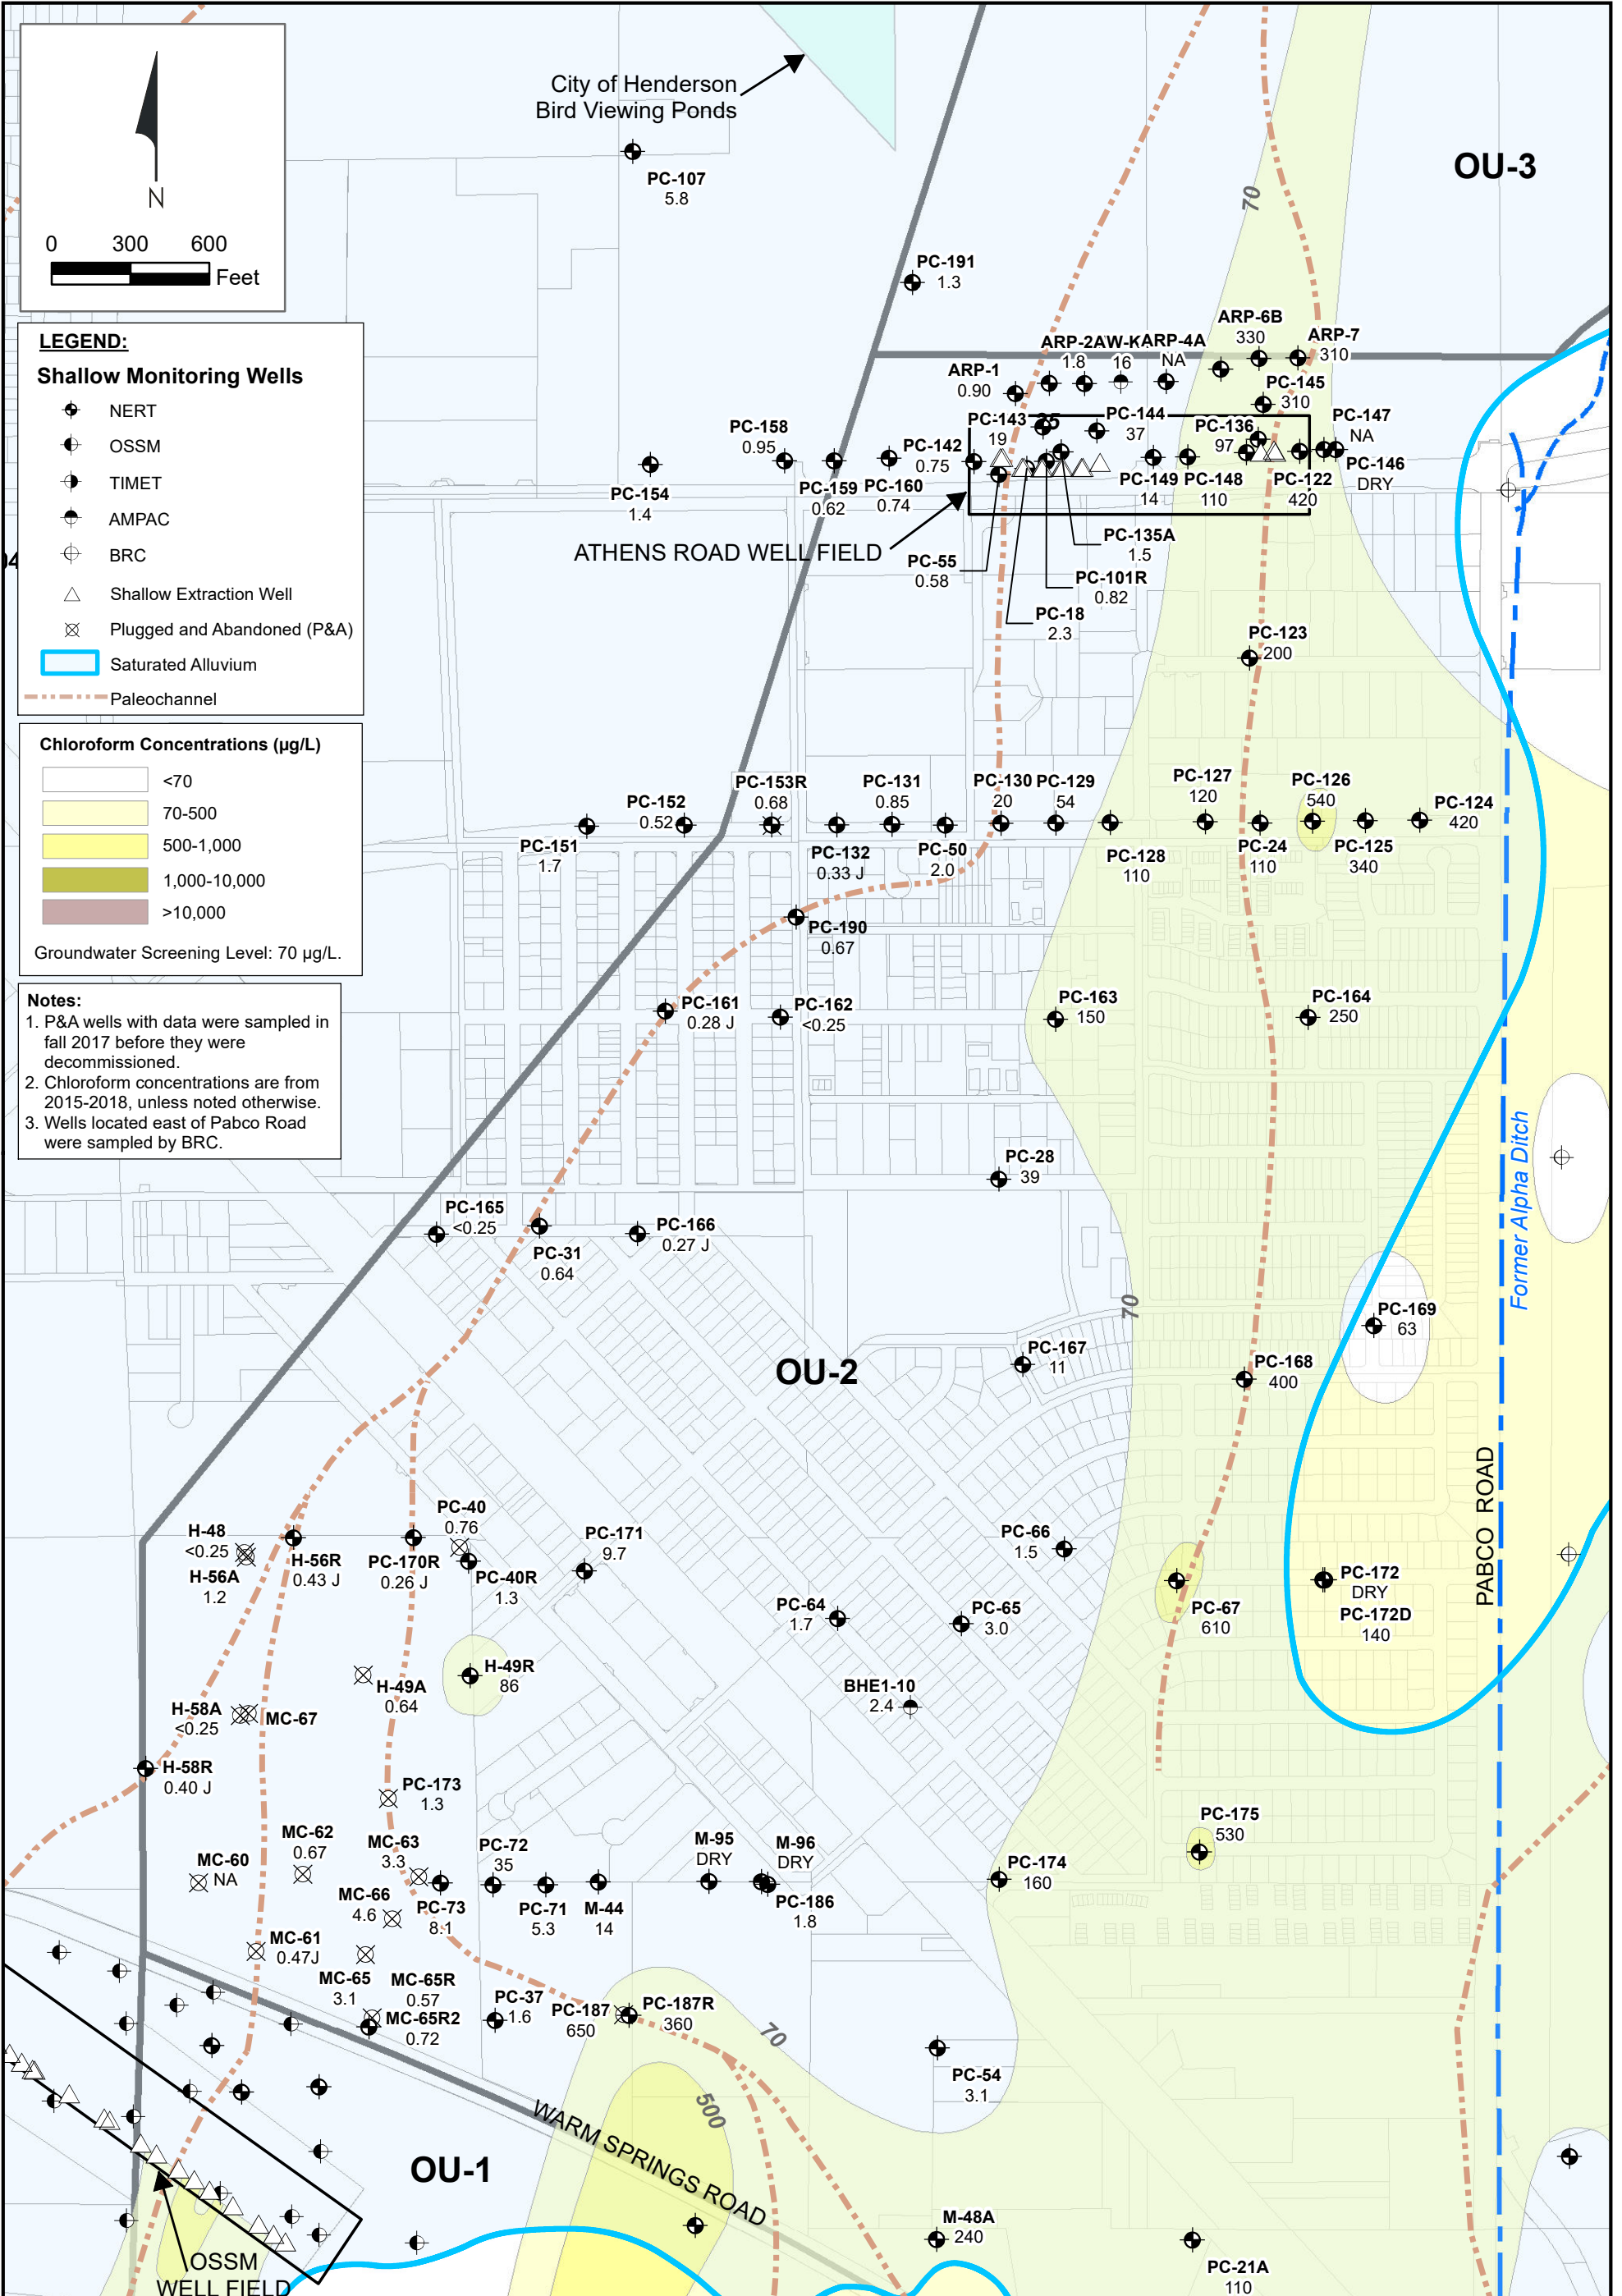 City of Henderson
Bird Viewing Ponds
N
0 300 600
Feet
OU-3
PC-107
5.8
70
PC-191
1.3
LEGEND:
Shallow Monitoring Wells
NERT
OSSM
TIMET
AMPAC
BRC
Shallow Extraction Well
Plugged and Abandoned (P&A)
Saturated Alluvium
Paleochannel
ARP-6B
330
ARP-7
310
ARP-2A
1.8
AW-K
16
ARP-4A
NA
ARP-1
0.90
PC-145
310
PC-143
19
PC-144
37
PC-136
97
PC-147
NA
PC-146
DRY
PC-158
0.95
PC-142
0.75
PC-154
1.4
PC-159
0.62
PC-160
0.74
PC-149
14
PC-148
110
PC-122
420
ATHENS ROAD WELL FIELD
PC-135A
1.5
PC-55
0.58
PC-101R
0.82
PC-18
2.3
PC-123
200
Chloroform Concentrations (µg/L)
<70
70-500
500-1,000
1,000-10,000
>10,000
Groundwater Screening Level: 70 µg/L.
PC-153R
0.68
PC-131
0.85
PC-130
20
PC-129
54
PC-127
120
PC-126
540
PC-124
420
PC-152
0.52
PC-151
1.7
PC-132
0.33 J
PC-50
2.0
PC-128
110
PC-24
110
PC-125
340
PC-190
0.67
Notes:
1. P&A wells with data were sampled in
fall 2017 before they were
decommissioned.
2. Chloroform concentrations are from
2015-2018, unless noted otherwise.
3. Wells located east of Pabco Road
were sampled by BRC.
PC-161
0.28 J
PC-162
<0.25
PC-163
150
PC-164
250
Former Alpha Ditch
PC-28
39
PC-165
<0.25
PC-31
0.64
PC-166
0.27 J
70
PC-169
63
OU-2
PC-167
11
PC-168
400
PABCO ROAD
PC-40
0.76
H-48
<0.25
H-56A
1.2
H-56R
0.43 J
PC-170R
0.26 J
PC-40R
1.3
PC-171
9.7
PC-66
1.5
PC-172
DRY
PC-172D
140
PC-67
610
PC-64
1.7
PC-65
3.0
H-49R
86
H-49A
0.64
BHE1-10
2.4
H-58A
<0.25
MC-67
H-58R
0.40 J
PC-173
1.3
PC-175
530
MC-62
0.67
MC-63
3.3
PC-72
35
M-95
DRY
M-96
DRY
MC-60
NA
PC-174
160
MC-66
4.6
PC-73
8.1
PC-71
5.3
M-44
14
PC-186
1.8
MC-61
0.47J
MC-65
3.1
MC-65R
0.57
MC-65R2
0.72
PC-37
1.6
PC-187
650
PC-187R
360
70
PC-54
3.1
500
WARM SPRINGS ROAD
OU-1
M-48A
240
PC-21A
110
OSSM
WELL FIELD